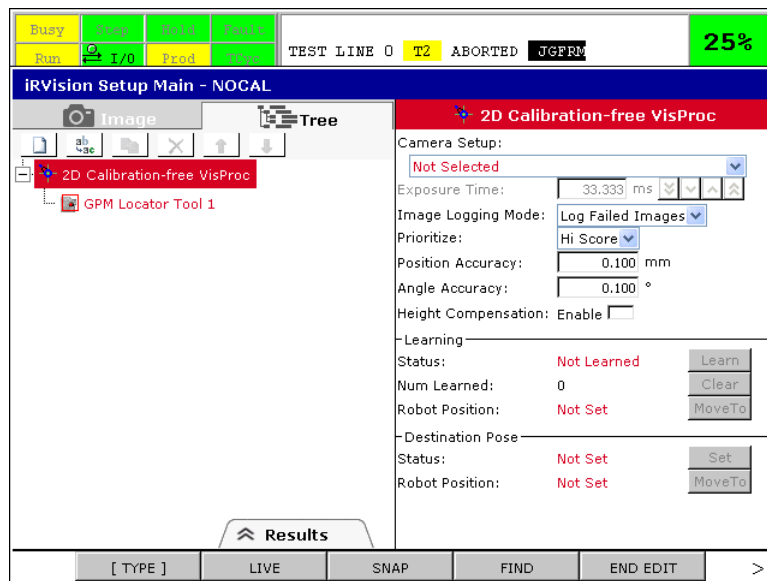 Busy Step Hold Fault
Run I/O Prod TCyc
TEST LINE 0 T2 ABORTED JGFRM
25%
iRVision Setup Main - NOCAL
Image
Tree
2D Calibration-free VisProc
GPM Locator Tool 1
2D Calibration-free VisProc
Camera Setup:
Not Selected
Exposure Time: 33.333 ms
Image Logging Mode: Log Failed Images
Prioritize: Hi Score
Position Accuracy: 0.100 mm
Angle Accuracy: 0.100 °
Height Compensation: Enable
Learning
Status: Not Learned Learn
Num Learned: 0 Clear
Robot Position: Not Set MoveTo
Destination Pose
Status: Not Set Set
Robot Position: Not Set MoveTo
Results
[ TYPE ] LIVE SNAP FIND END EDIT >